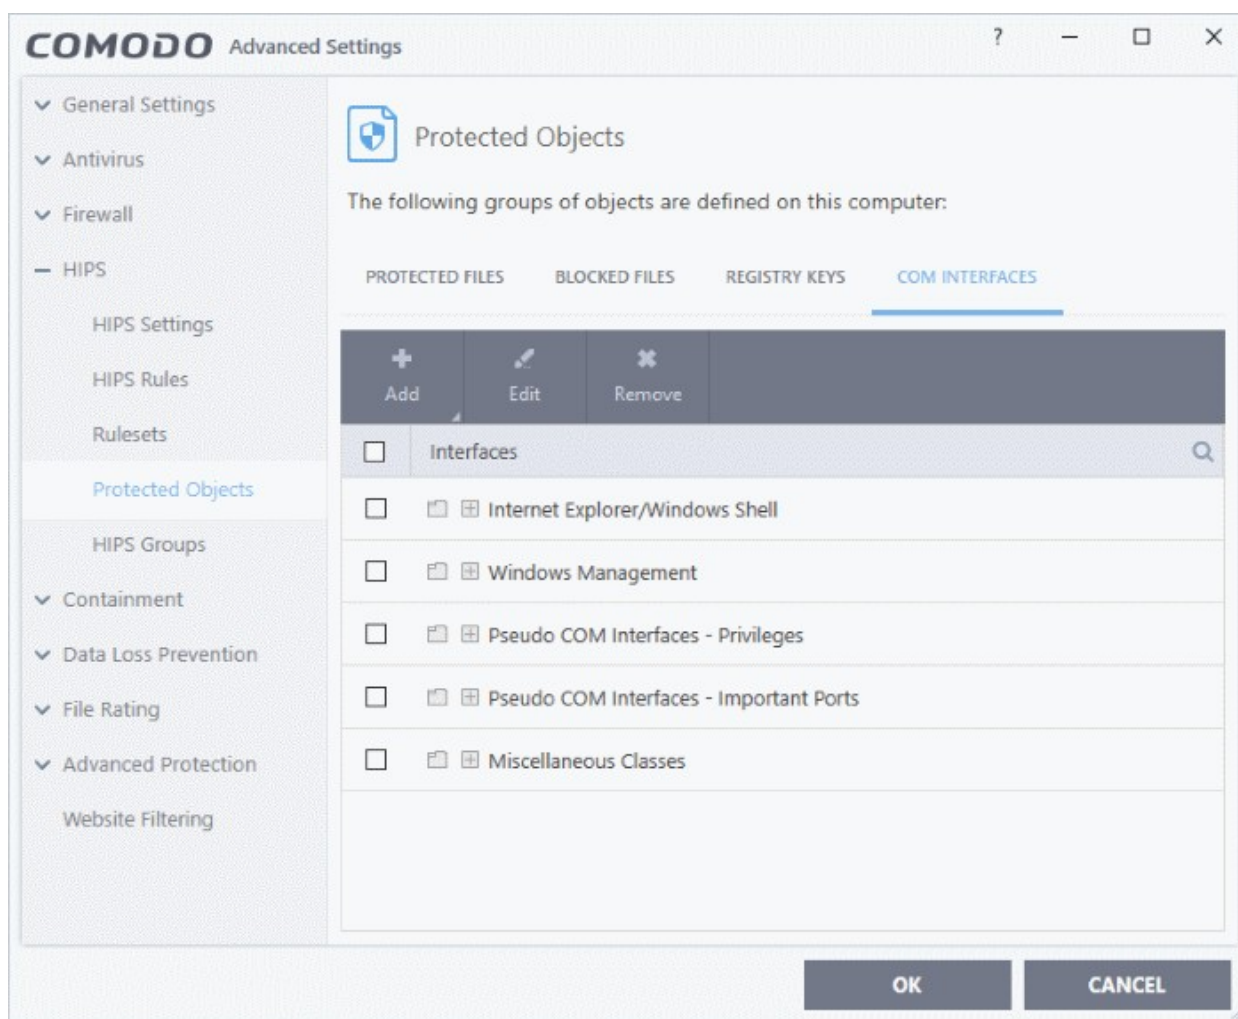 COMODO Advanced Settings ?
General Settings
Antivirus
Firewall
HIPS
HIPS Settings
HIPS Rules
Rulesets
Protected Objects
HIPS Groups
Containment
Data Loss Prevention
File Rating
Advanced Protection
Website Filtering
Protected Objects
The following groups of objects are defined on this computer:
PROTECTED FILES BLOCKED FILES REGISTRY KEYS COM INTERFACES
Add Edit Remove
Interfaces
Internet Explorer/Windows Shell
Windows Management
Pseudo COM Interfaces - Privileges
Pseudo COM Interfaces - Important Ports
Miscellaneous Classes
OK CANCEL